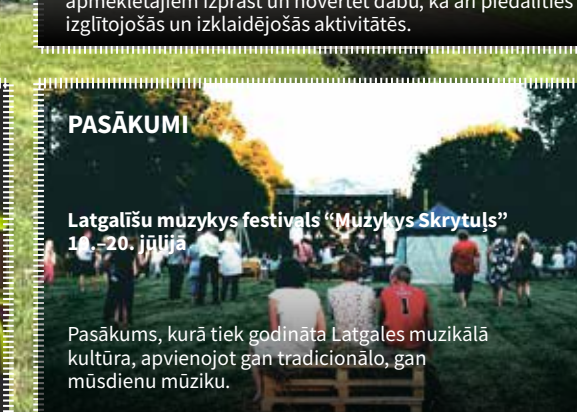 apmeklētājiem izprast un novērtēt dabu, kā arī piedalīties
izglītojošās un izklaidējošās aktivitātēs.
PASĀKUMI
Latgalīšu muzykys festivals “Muzykys Skrytuļs”
19.–20. jūlijā
Pasākums, kurā tiek godināta Latgales muzikālā
kultūra, apvienojot gan tradicionālo, gan
mūsdienu mūziku.